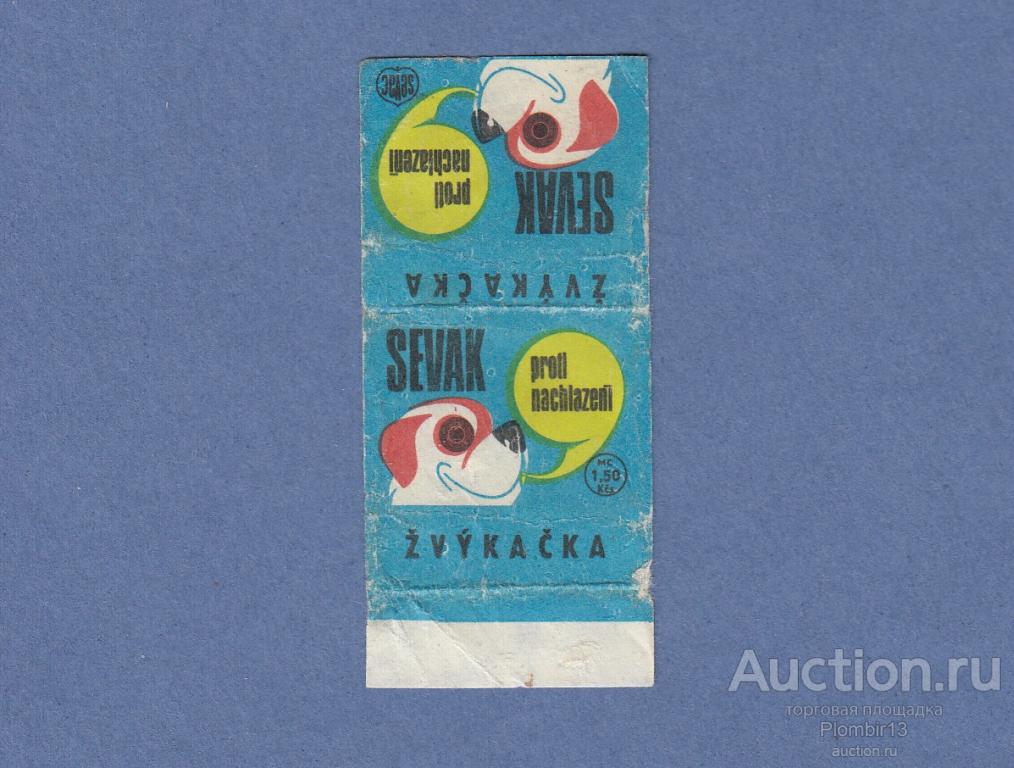 sevac
proti
nachlazení
SEVAK
ŽVÝKAČKA
SEVAK
proti
nachlazení
MC
1,50
Kčs
ŽVÝKAČKA
Auction.ru
торговая площадка
Plombir13
auction.ru